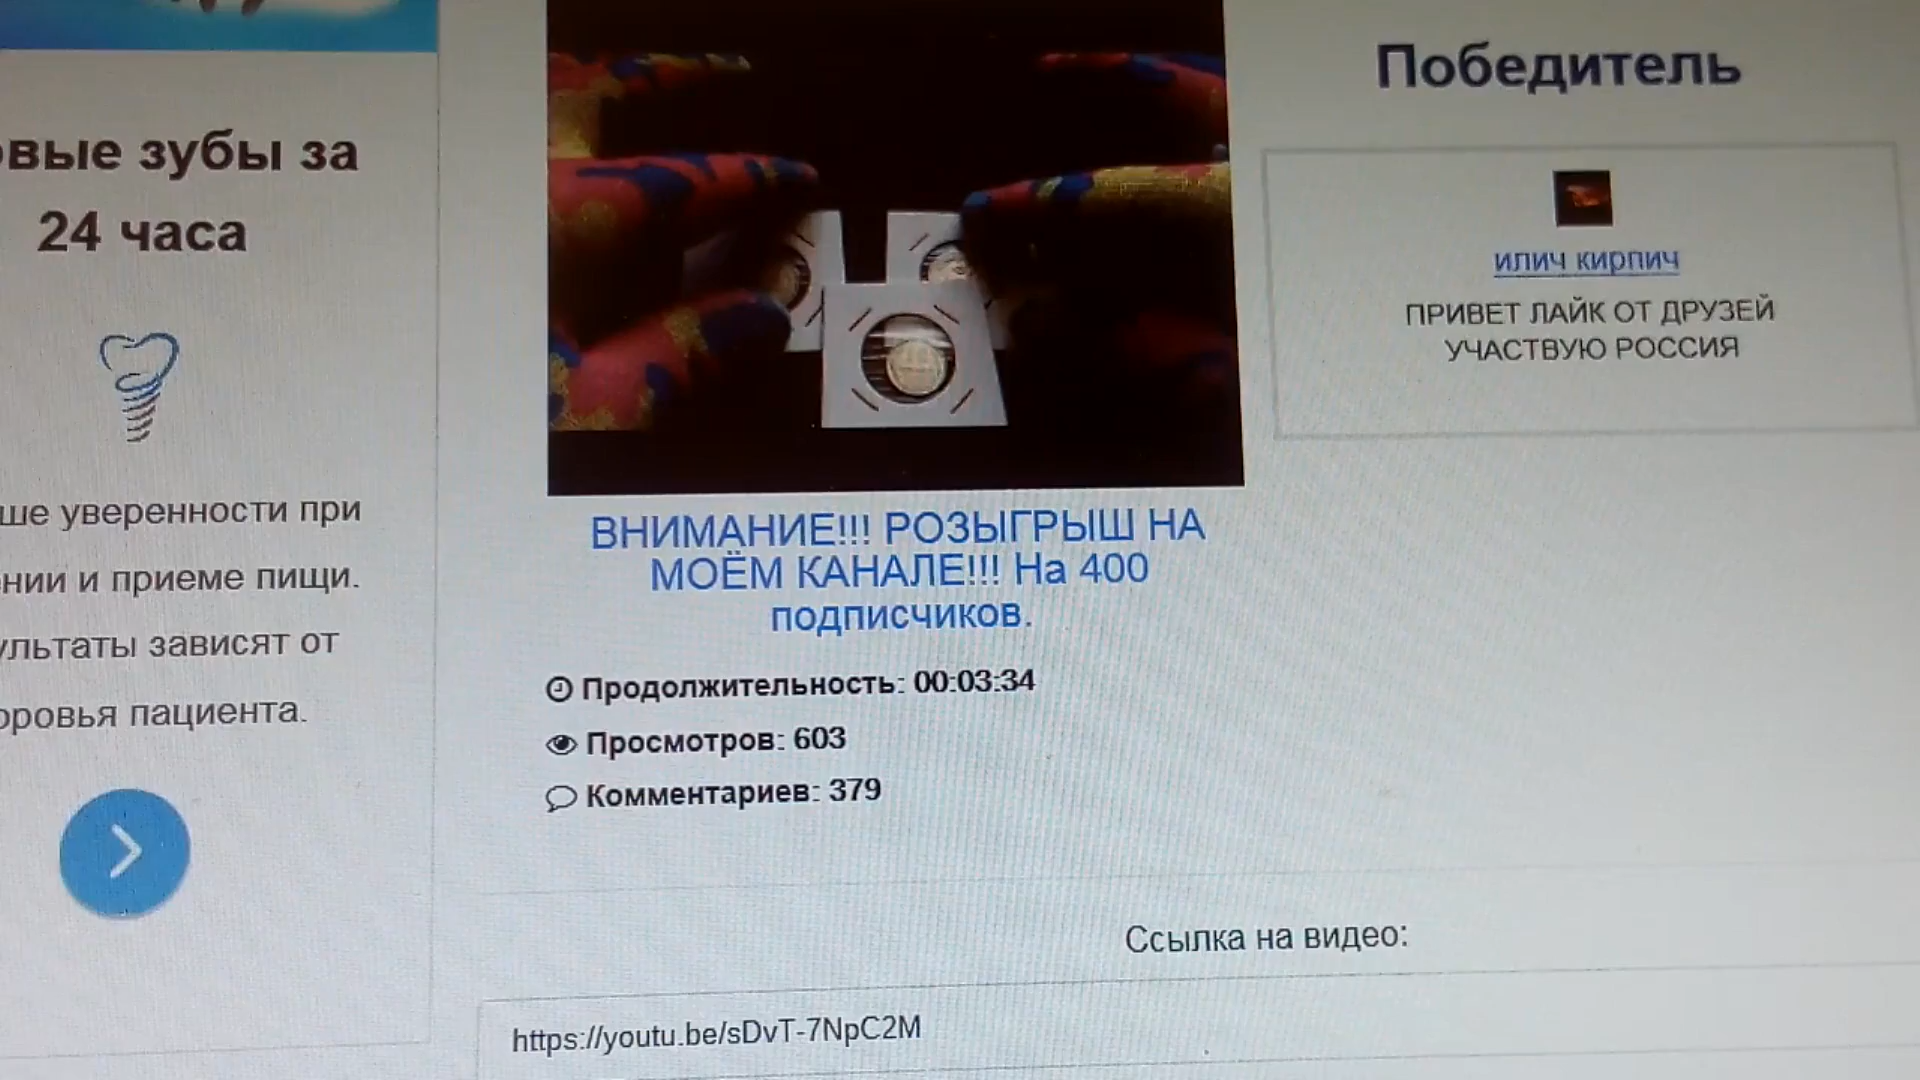 вые зубы за
24 часа
ше уверенности при
нии и приеме пищи.
ультаты зависят от
оровья пациента.
ВНИМАНИЕ!!! РОЗЫГРЫШ НА
МОЁМ КАНАЛЕ!!! На 400
подписчиков.
Продолжительность: 00:03:34
Просмотров: 603
Комментариев: 379
Победитель
илич кирпич
ПРИВЕТ ЛАЙК ОТ ДРУЗЕЙ
УЧАСТВУЮ РОССИЯ
Ссылка на видео:
https://youtu.be/sDvT-7NpC2M